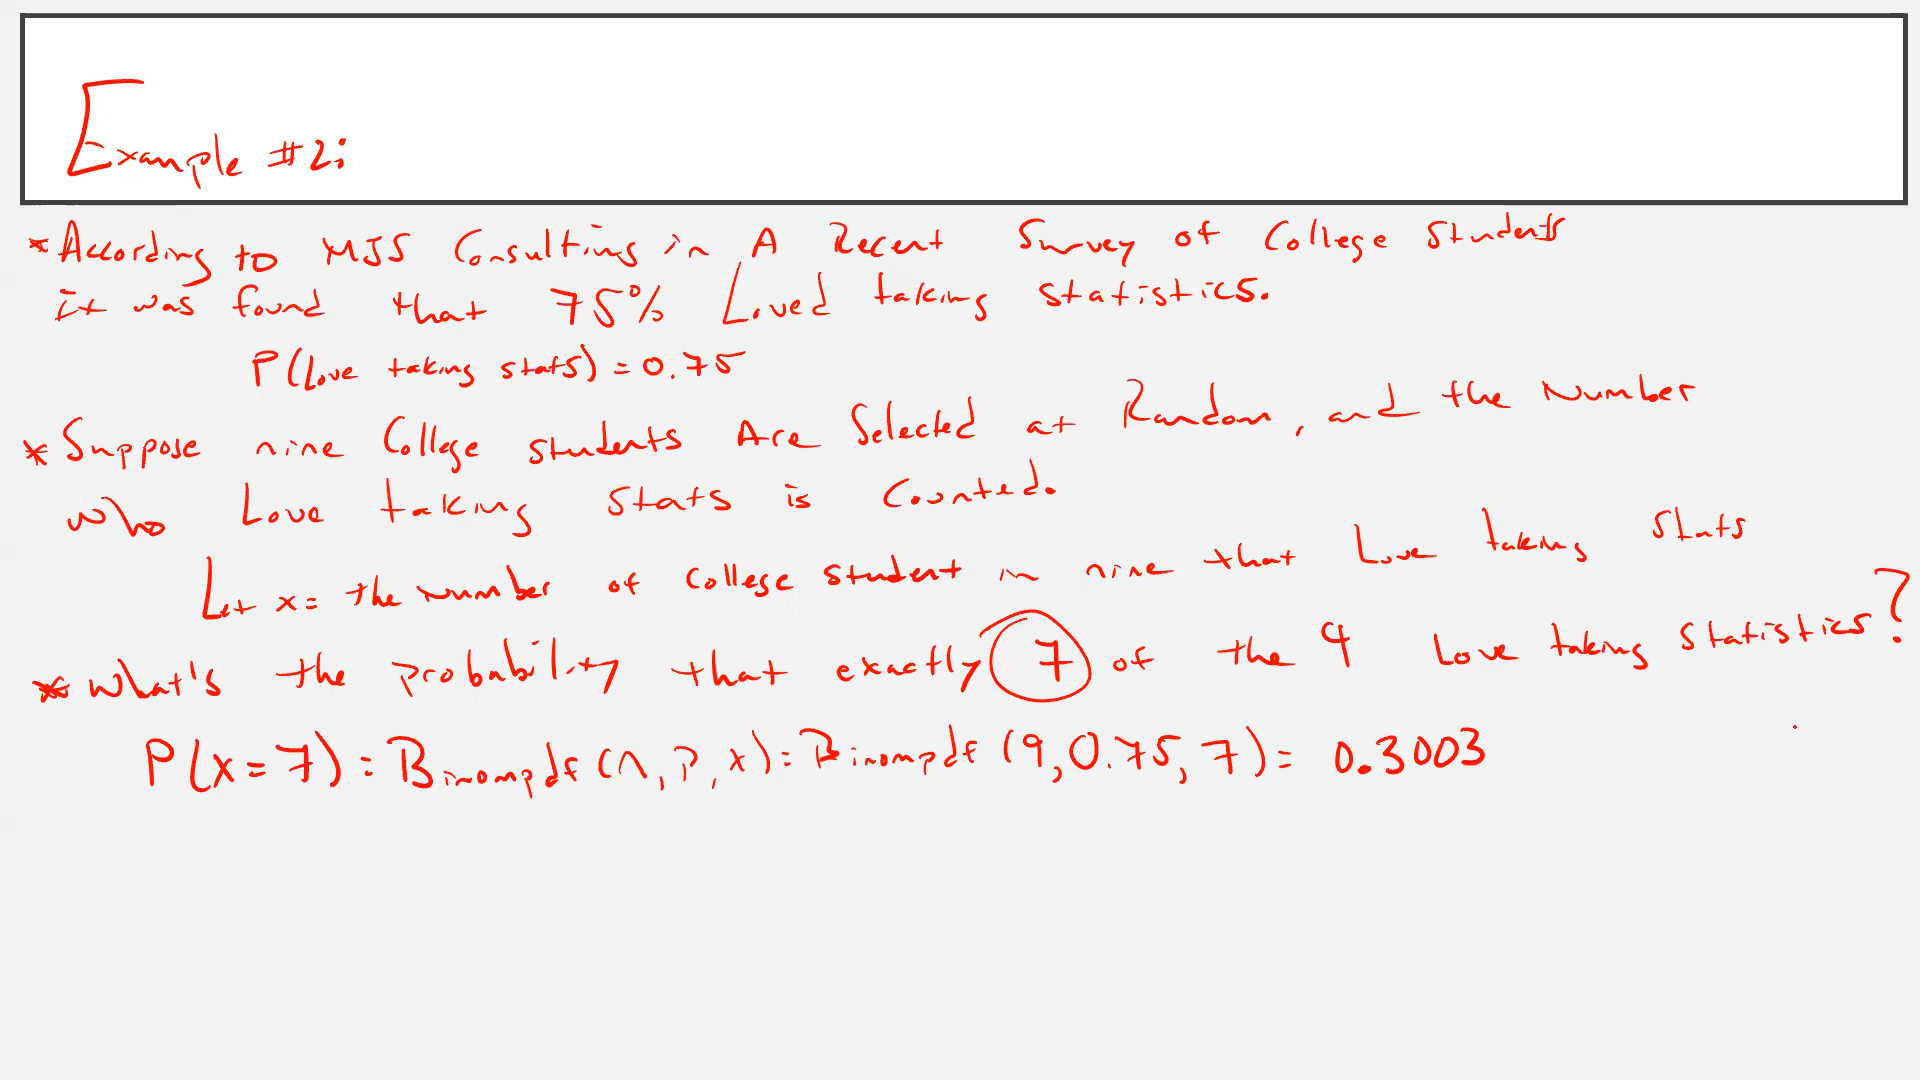 Example #2:
* According to MJS Consulting in A Recent Survey of College Students
it was found that 75% Loved taking statistics.
P(Love taking stats) = 0.75
* Suppose nine College students Are Selected at Random, and the Number
who Love taking stats is Counted.
Let x = the Number of College student in nine that Love taking stats
* What's the probability that exactly 7 of the 9 Love taking statistics?
P(x=7) = Binompdf(n, P, x) = Binompdf(9, 0.75, 7) = 0.3003